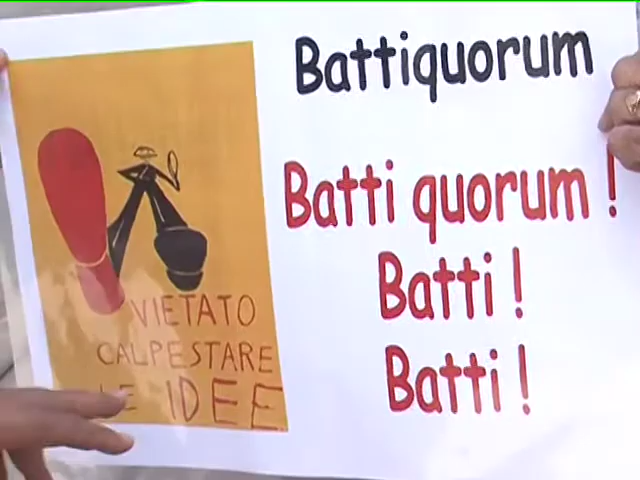 Battiquorum
Batti quorum !
Batti !
Batti !
VIETATO
CALPESTARE
LE IDEE